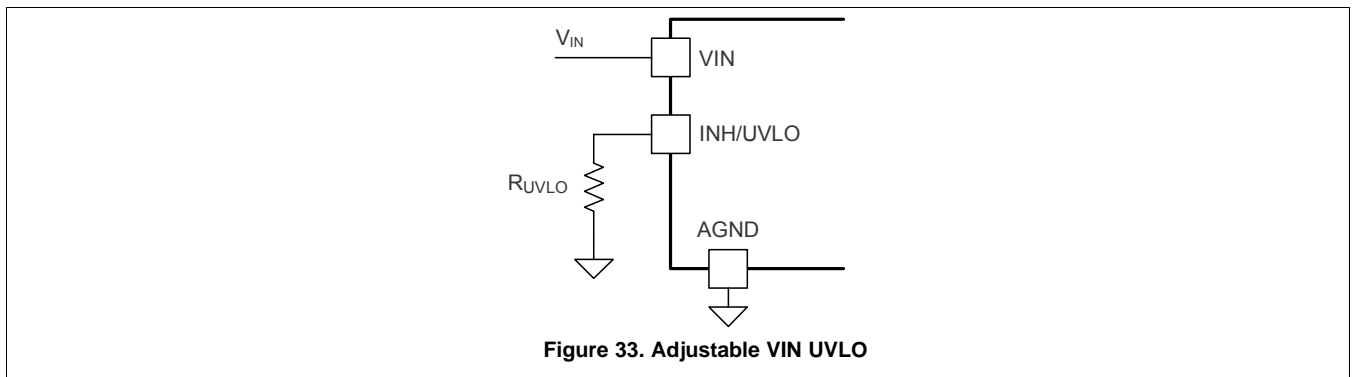 VIN
VIN
INH/UVLO
RUVLO
AGND
Figure 33. Adjustable VIN UVLO